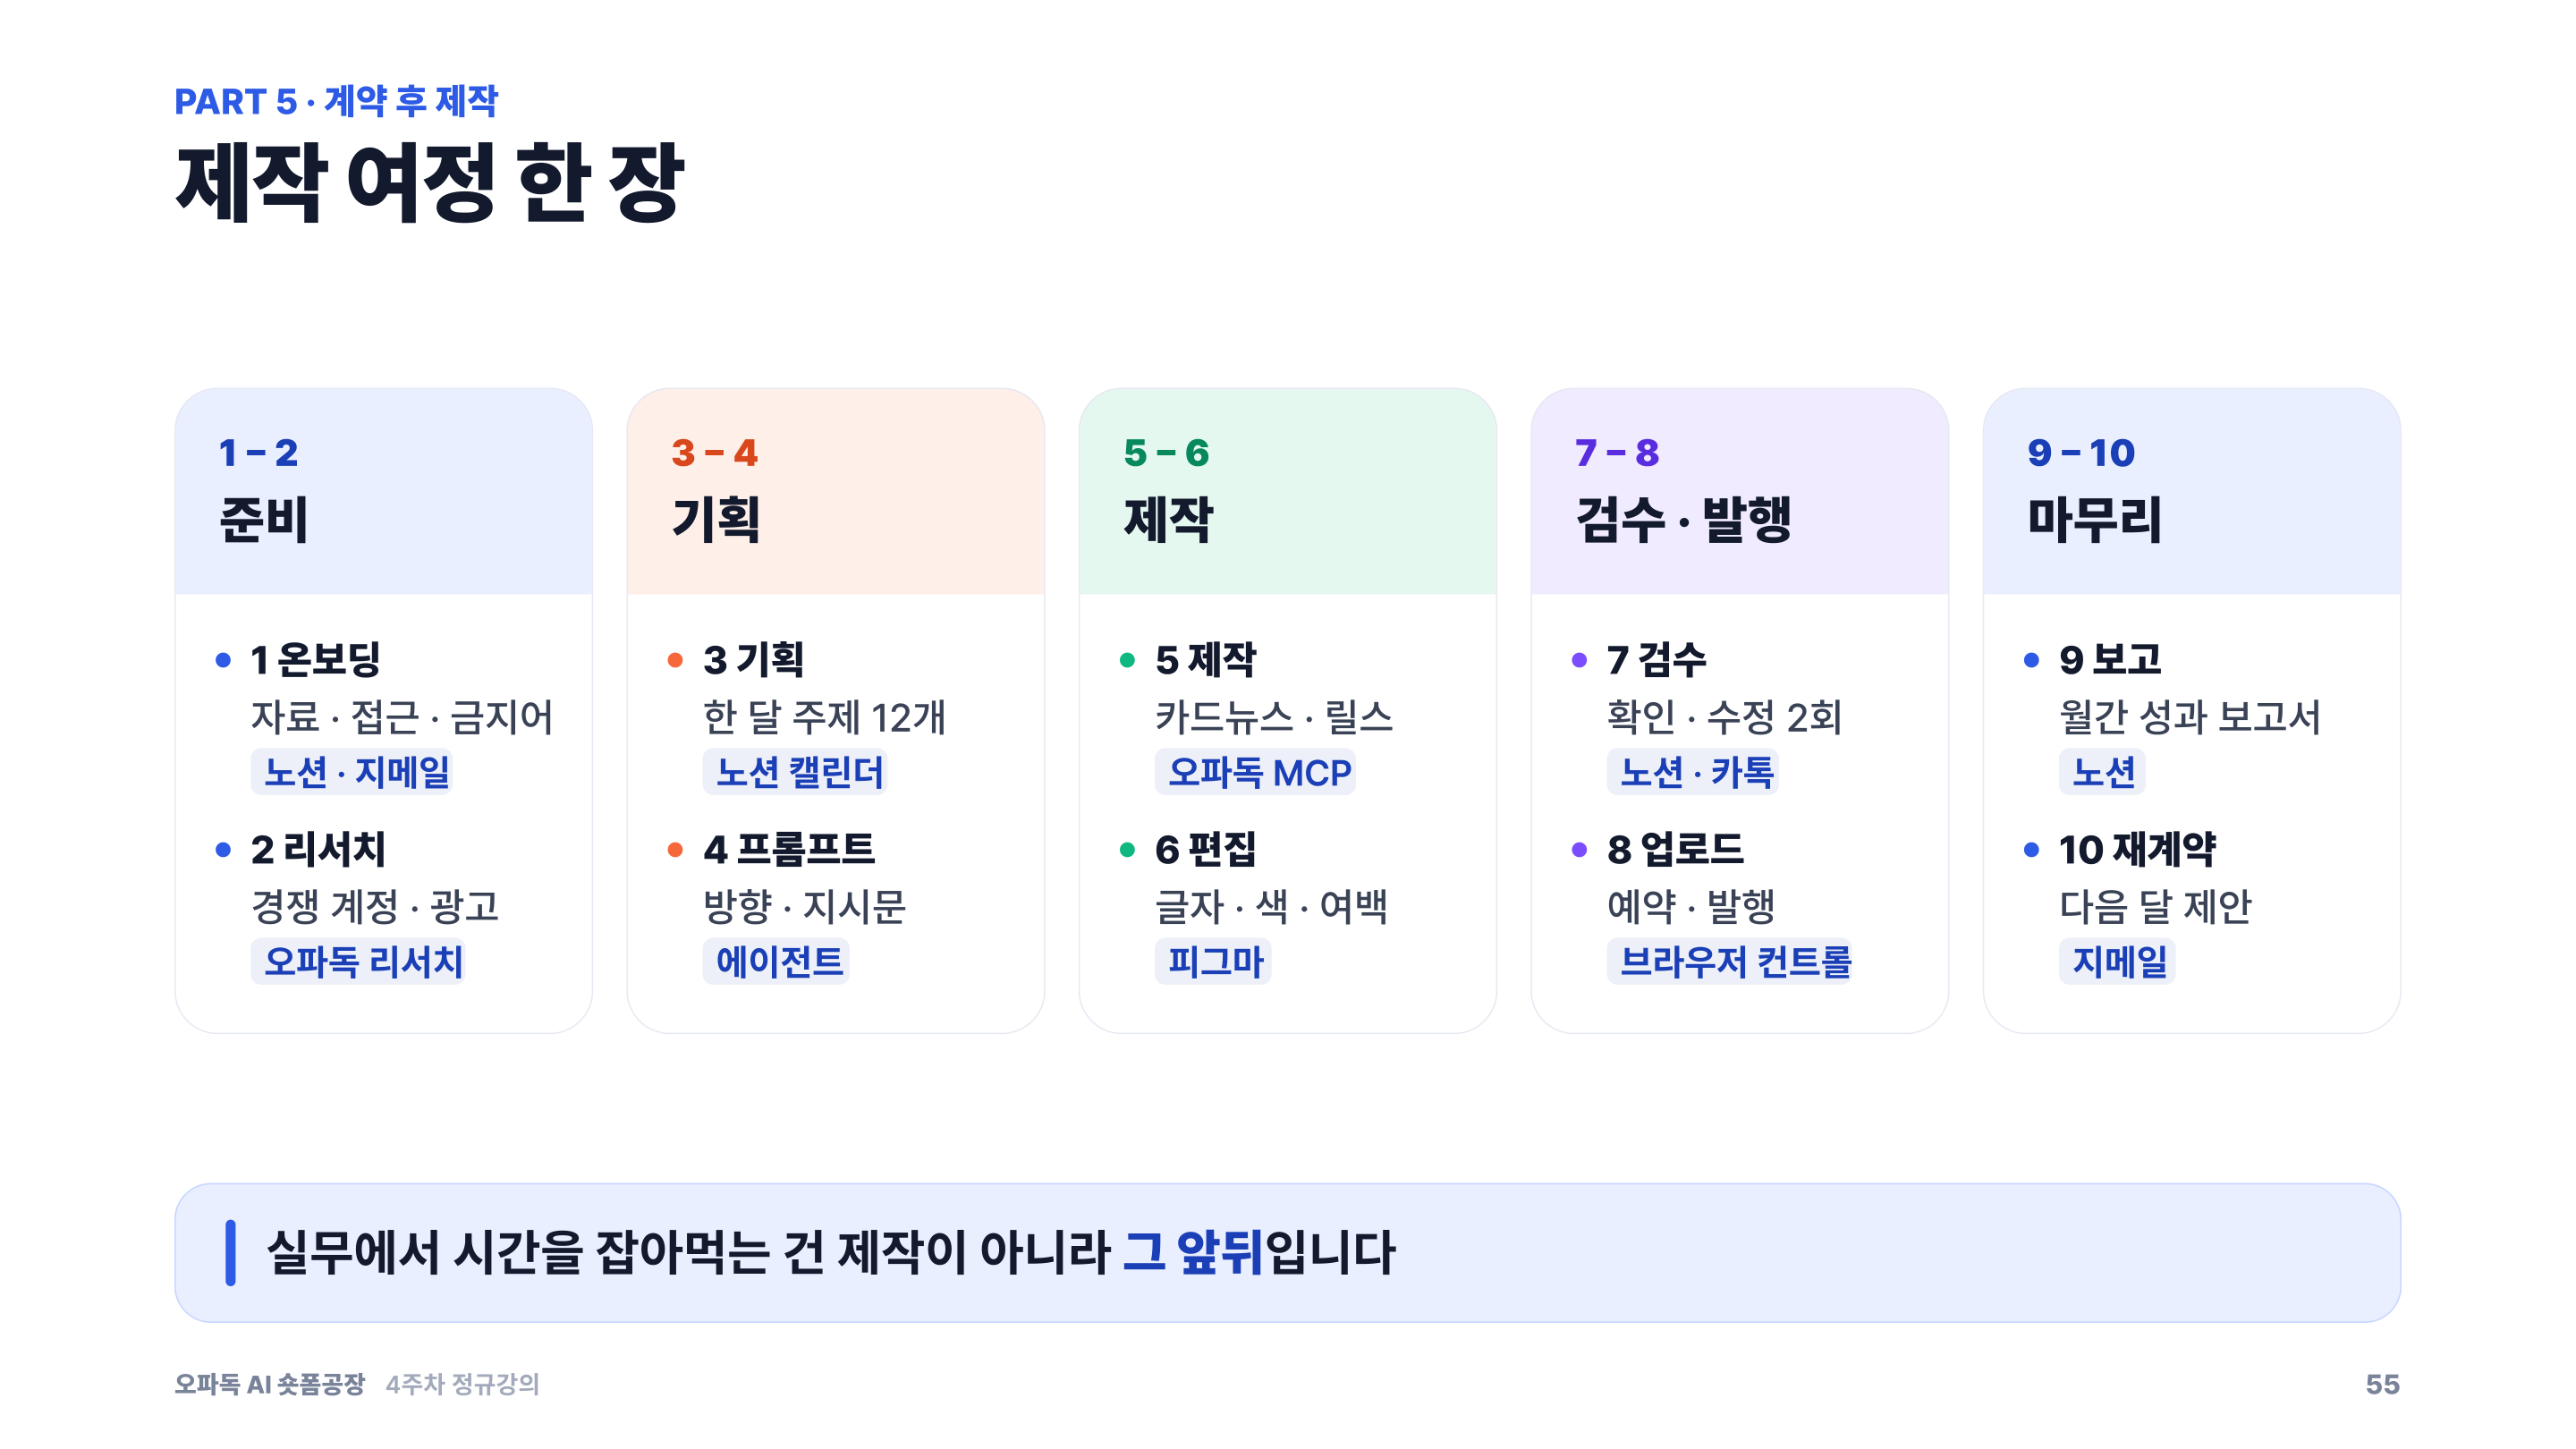 PART 5 · 계약 후 제작
제작 여정 한 장
1 – 2
준비
1 온보딩
자료 · 접근 · 금지어
노션 · 지메일
2 리서치
경쟁 계정 · 광고
오파독 리서치
3 – 4
기획
3 기획
한 달 주제 12개
노션 캘린더
4 프롬프트
방향 · 지시문
에이전트
5 – 6
제작
5 제작
카드뉴스 · 릴스
오파독 MCP
6 편집
글자 · 색 · 여백
피그마
7 – 8
검수 · 발행
7 검수
확인 · 수정 2회
노션 · 카톡
8 업로드
예약 · 발행
브라우저 컨트롤
9 – 10
마무리
9 보고
월간 성과 보고서
노션
10 재계약
다음 달 제안
지메일
실무에서 시간을 잡아먹는 건 제작이 아니라 그 앞뒤입니다
오파독 AI 숏폼공장 4주차 정규강의
55